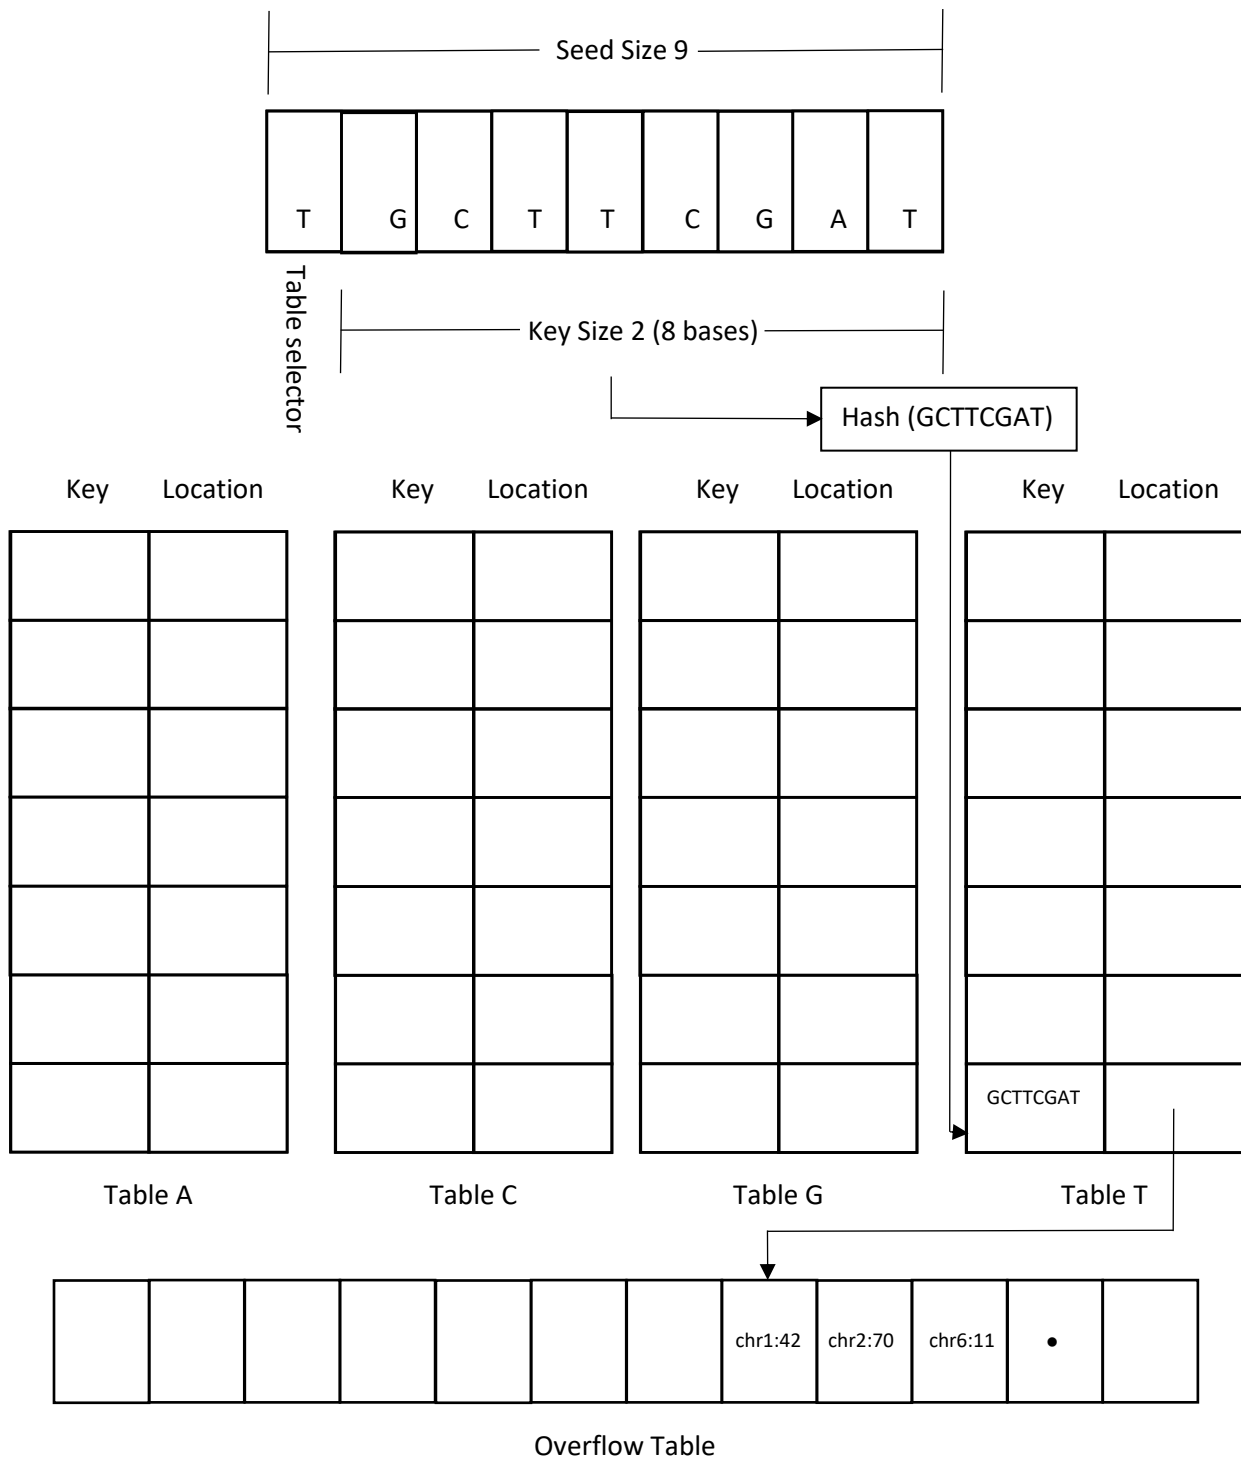 Seed Size 9
T G C T T C G A T
Table selector
Key Size 2 (8 bases)
Hash (GCTTCGAT)
Key Location Key Location Key Location Key Location
GCTTCGAT
Table A Table C Table G Table T
chr1:42 chr2:70 chr6:11 •
Overflow Table